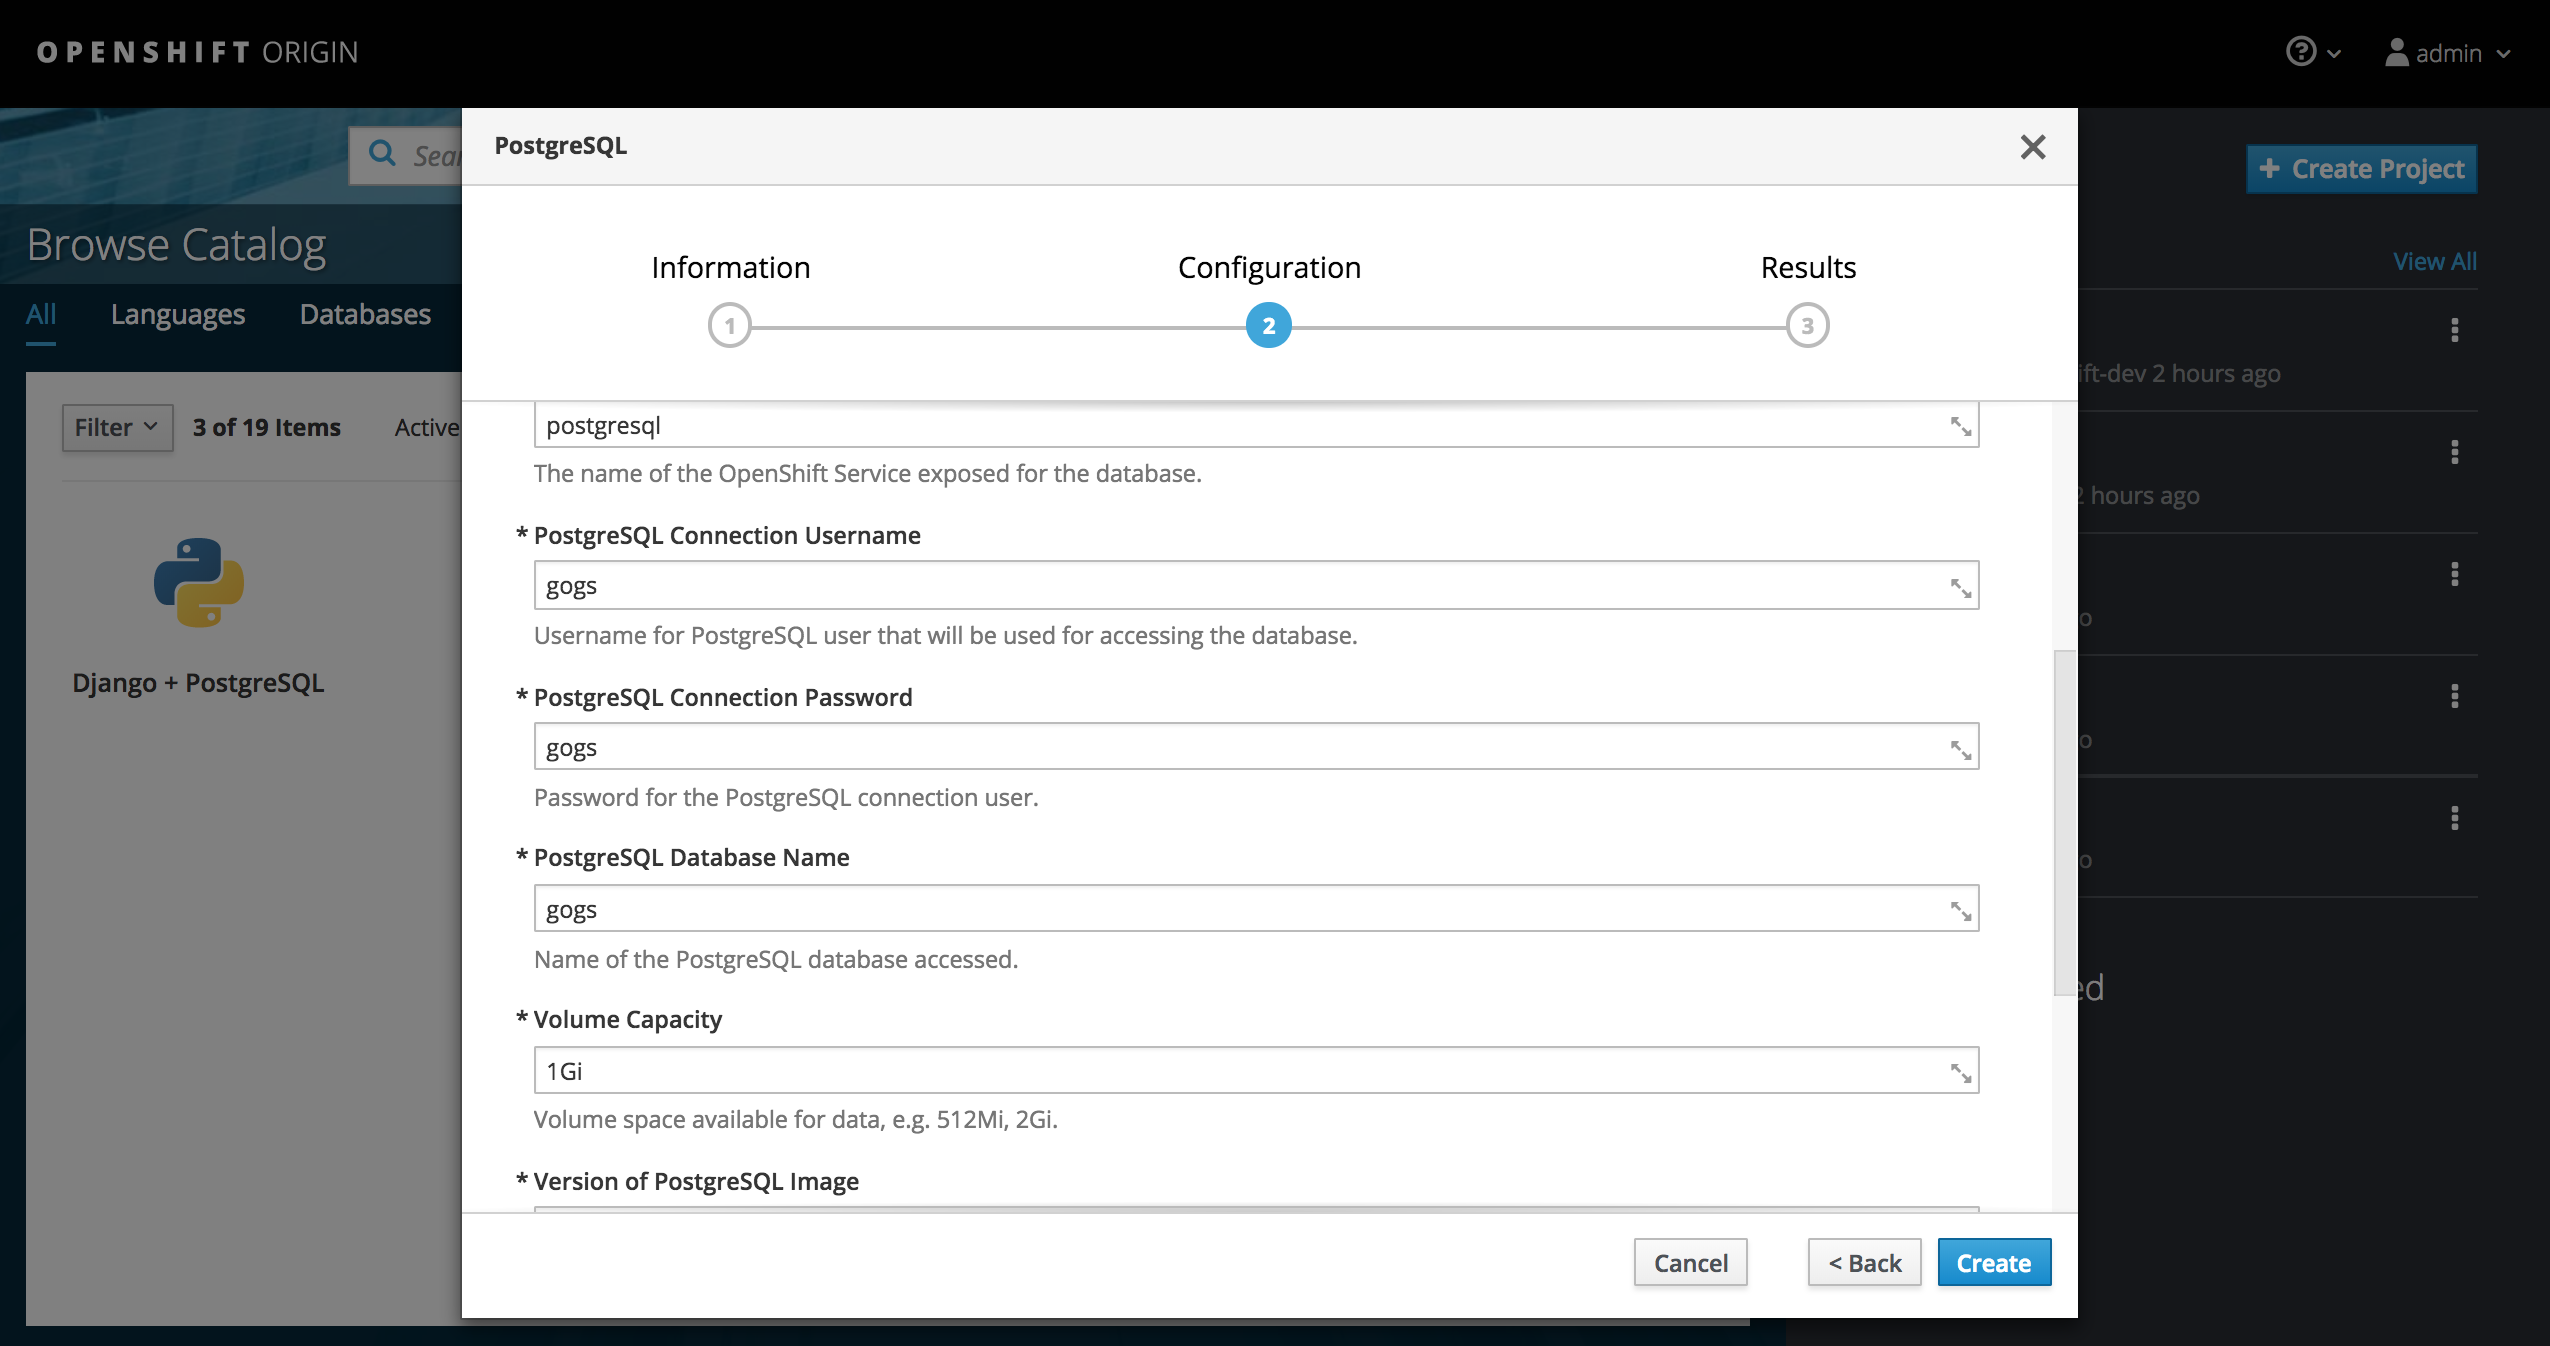 OPENSHIFT ORIGIN
admin
PostgreSQL
Create Project
Browse Catalog
Information
Configuration
Results
View All
All
Languages
Databases
1
2
3
ift-dev 2 hours ago
Filter
3 of 19 Items
Active
postgresql
The name of the OpenShift Service exposed for the database.
2 hours ago
* PostgreSQL Connection Username
gogs
Username for PostgreSQL user that will be used for accessing the database.
Django + PostgreSQL
* PostgreSQL Connection Password
gogs
Password for the PostgreSQL connection user.
* PostgreSQL Database Name
gogs
Name of the PostgreSQL database accessed.
* Volume Capacity
1Gi
Volume space available for data, e.g. 512Mi, 2Gi.
* Version of PostgreSQL Image
Cancel
< Back
Create